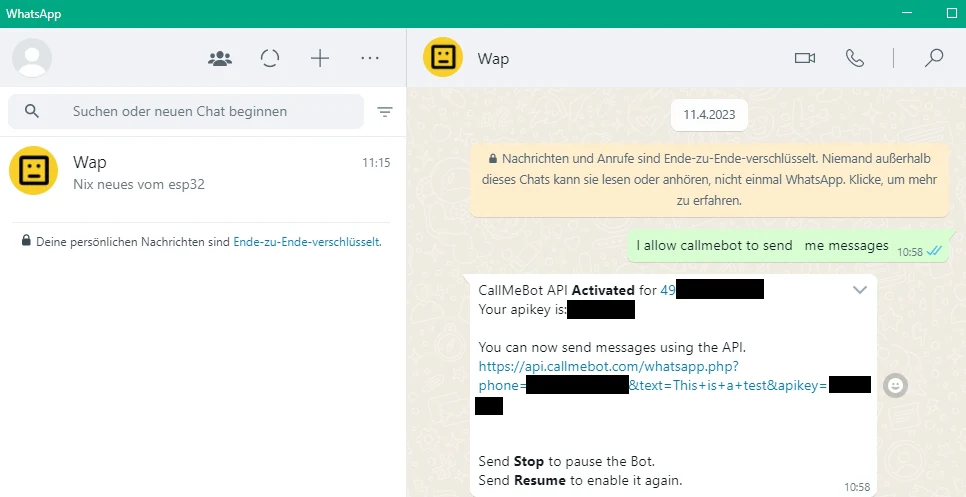 WhatsApp
Wap
Suchen oder neuen Chat beginnen
Wap
11:15
Nix neues vom esp32
Deine persönlichen Nachrichten sind Ende-zu-Ende-verschlüsselt.
11.4.2023
Nachrichten und Anrufe sind Ende-zu-Ende-verschlüsselt. Niemand außerhalb
dieses Chats kann sie lesen oder anhören, nicht einmal WhatsApp. Klicke, um mehr
zu erfahren.
I allow callmebot to send me messages
10:58
CallMeBot API Activated for 49
Your apikey is:
You can now send messages using the API.
https://api.callmebot.com/whatsapp.php?
phone= &text=This+is+a+test&apikey=
Send Stop to pause the Bot.
Send Resume to enable it again.
10:58